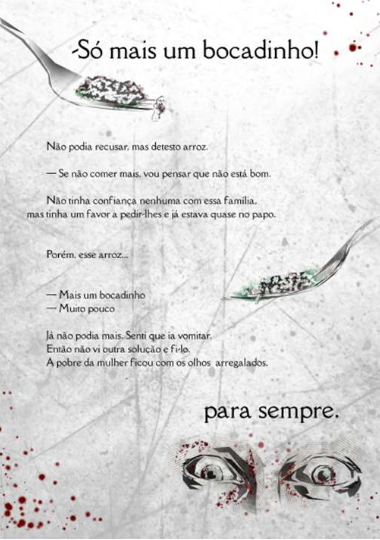 -Só mais um bocadinho!
Não podia recusar, mas detesto arroz.
— Se não comer mais, vou pensar que não está bom.
Não tinha confiança nenhuma com essa família,
mas tinha um favor a pedir-lhes e já estava quase no papo.
Porém, esse arroz...
— Mais um bocadinho
— Muito pouco
Já não podia mais. Senti que ia vomitar.
Então não vi outra solução e fi-lo.
A pobre da mulher ficou com os olhos arregalados.
para sempre.